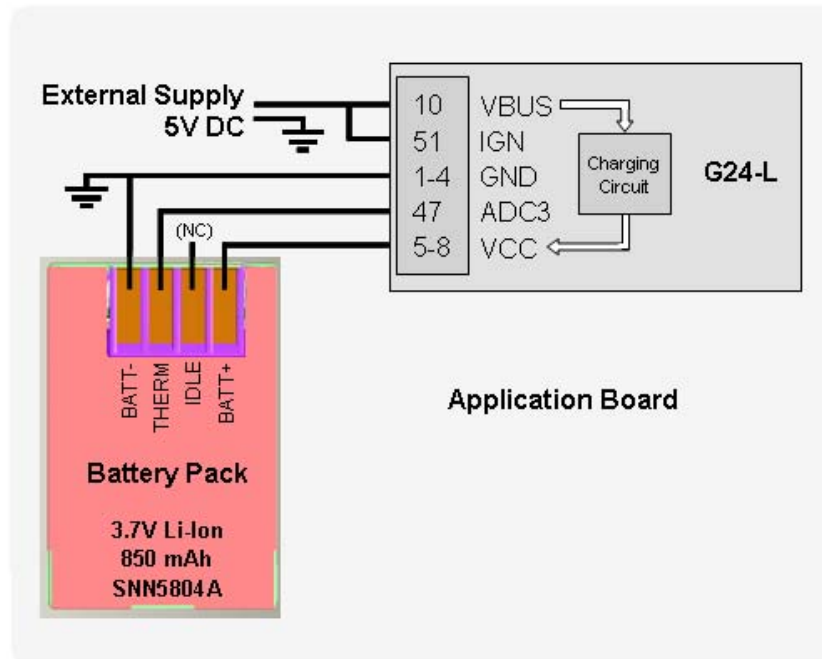 External Supply
5V DC
10 VBUS
51 IGN
1-4 GND
47 ADC3
5-8 VCC
Charging
Circuit
G24-L
(NC)
BATT-
THERM
IDLE
BATT+
Battery Pack
3.7V Li-Ion
850 mAh
SNN5804A
Application Board